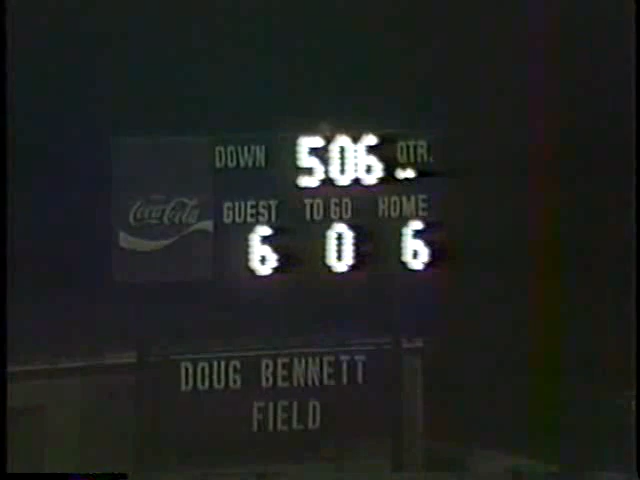 DOWN 506 QTR.
Coca-Cola
GUEST TO GO HOME
6 0 6
DOUG BENNETT
FIELD